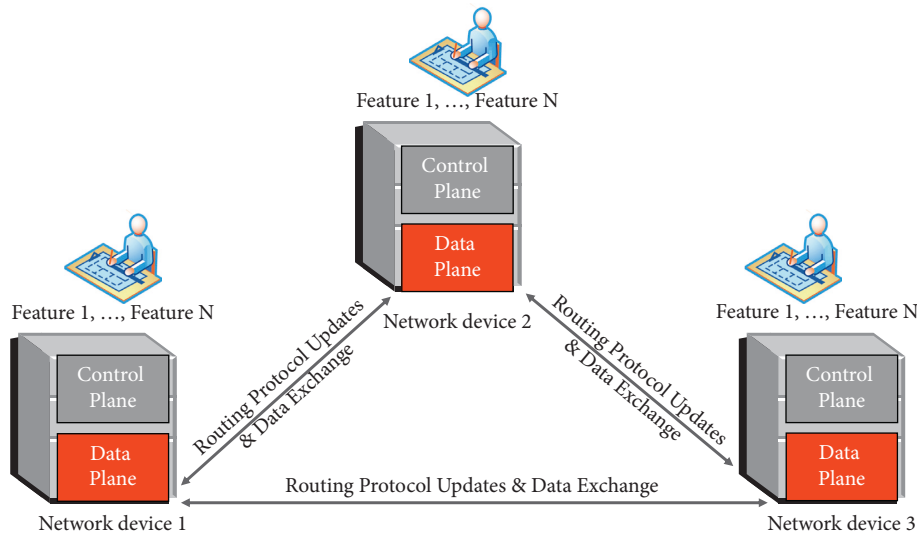 Feature 1, ..., Feature N
Control
Plane
Data
Plane
Network device 2
Feature 1, ..., Feature N
Control
Plane
Data
Plane
Network device 1
Feature 1, ..., Feature N
Control
Plane
Data
Plane
Network device 3
Routing Protocol Updates
& Data Exchange
Routing Protocol Updates
& Data Exchange
Routing Protocol Updates & Data Exchange